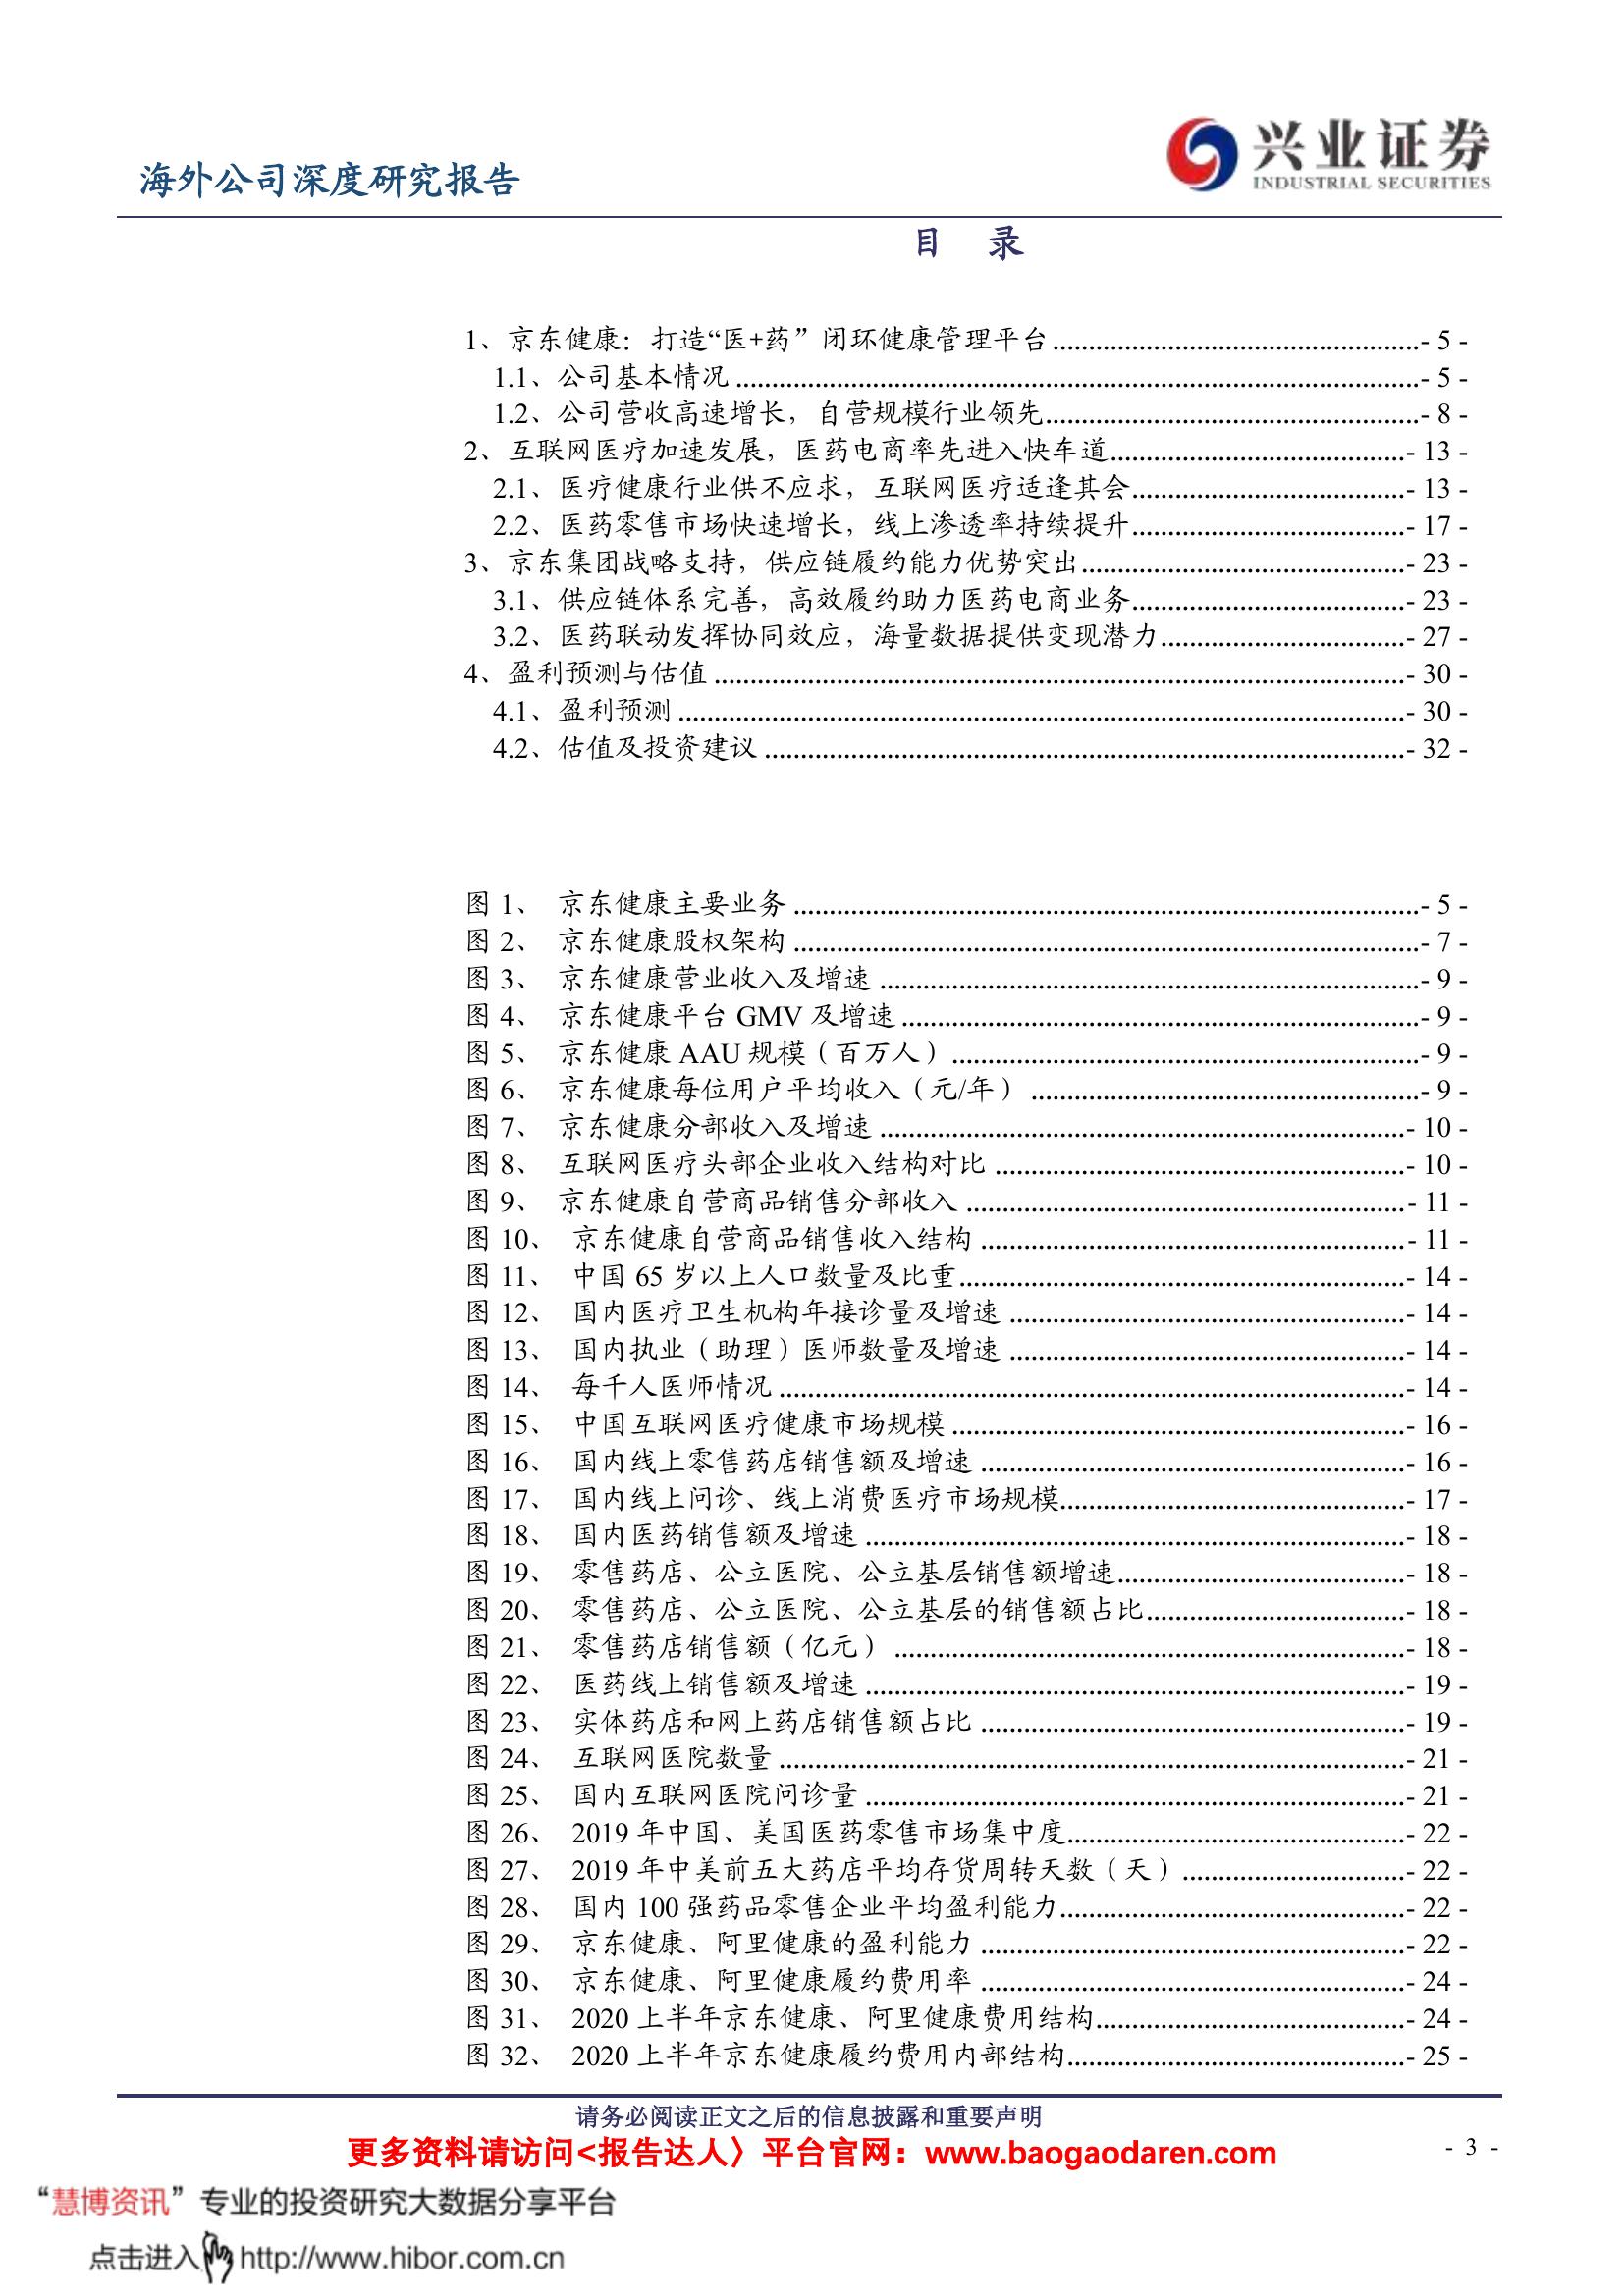 海外公司深度研究报告
兴业证券
INDUSTRIAL SECURITIES
目 录
1、京东健康：打造“医+药”闭环健康管理平台 ........................................ - 5 -
1.1、公司基本情况 ........................................ - 5 -
1.2、公司营收高速增长，自营规模行业领先 ........................................ - 8 -
2、互联网医疗加速发展，医药电商率先进入快车道 ........................................ - 13 -
2.1、医疗健康行业供不应求，互联网医疗适逢其会 ........................................ - 13 -
2.2、医药零售市场快速增长，线上渗透率持续提升 ........................................ - 17 -
3、京东集团战略支持，供应链履约能力优势突出 ........................................ - 23 -
3.1、供应链体系完善，高效履约助力医药电商业务 ........................................ - 23 -
3.2、医药联动发挥协同效应，海量数据提供变现潜力 ........................................ - 27 -
4、盈利预测与估值 ........................................ - 30 -
4.1、盈利预测 ........................................ - 30 -
4.2、估值及投资建议 ........................................ - 32 -
图 1、 京东健康主要业务 ........................................ - 5 -
图 2、 京东健康股权架构 ........................................ - 7 -
图 3、 京东健康营业收入及增速 ........................................ - 9 -
图 4、 京东健康平台 GMV 及增速 ........................................ - 9 -
图 5、 京东健康 AAU 规模（百万人） ........................................ - 9 -
图 6、 京东健康每位用户平均收入（元/年） ........................................ - 9 -
图 7、 京东健康分部收入及增速 ........................................ - 10 -
图 8、 互联网医疗头部企业收入结构对比 ........................................ - 10 -
图 9、 京东健康自营商品销售分部收入 ........................................ - 11 -
图 10、 京东健康自营商品销售收入结构 ........................................ - 11 -
图 11、 中国 65 岁以上人口数量及比重 ........................................ - 14 -
图 12、 国内医疗卫生机构年接诊量及增速 ........................................ - 14 -
图 13、 国内执业（助理）医师数量及增速 ........................................ - 14 -
图 14、 每千人医师情况 ........................................ - 14 -
图 15、 中国互联网医疗健康市场规模 ........................................ - 16 -
图 16、 国内线上零售药店销售额及增速 ........................................ - 16 -
图 17、 国内线上问诊、线上消费医疗市场规模 ........................................ - 17 -
图 18、 国内医药销售额及增速 ........................................ - 18 -
图 19、 零售药店、公立医院、公立基层销售额增速 ........................................ - 18 -
图 20、 零售药店、公立医院、公立基层的销售额占比 ........................................ - 18 -
图 21、 零售药店销售额（亿元） ........................................ - 18 -
图 22、 医药线上销售额及增速 ........................................ - 19 -
图 23、 实体药店和网上药店销售额占比 ........................................ - 19 -
图 24、 互联网医院数量 ........................................ - 21 -
图 25、 国内互联网医院问诊量 ........................................ - 21 -
图 26、 2019 年中国、美国医药零售市场集中度 ........................................ - 22 -
图 27、 2019 年中美前五大药店平均存货周转天数（天） ........................................ - 22 -
图 28、 国内 100 强药品零售企业平均盈利能力 ........................................ - 22 -
图 29、 京东健康、阿里健康的盈利能力 ........................................ - 22 -
图 30、 京东健康、阿里健康履约费用率 ........................................ - 24 -
图 31、 2020 上半年京东健康、阿里健康费用结构 ........................................ - 24 -
图 32、 2020 上半年京东健康履约费用内部结构 ........................................ - 25 -
请务必阅读正文之后的信息披露和重要声明
更多资料请访问<报告达人〉平台官网：www.baogaodaren.com
- 3 -
“慧博资讯”专业的投资研究大数据分享平台
点击进入 http://www.hibor.com.cn